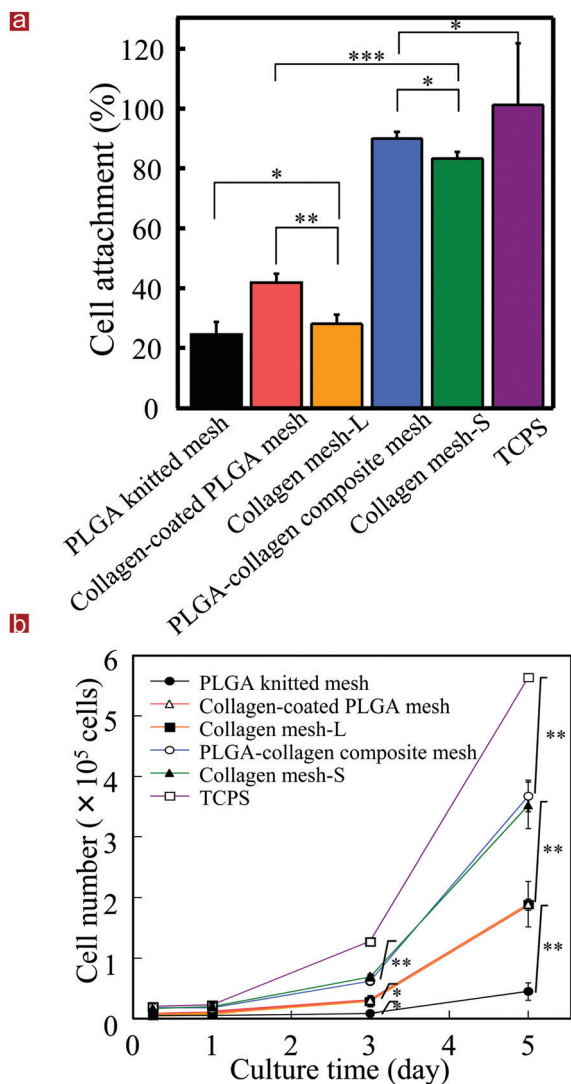 a
Cell attachment (%)
120
100
80
60
40
20
0
*
***
*
*
**
PLGA knitted mesh
Collagen-coated PLGA mesh
Collagen mesh-L
PLGA-collagen composite mesh
Collagen mesh-S
TCPS
b
Cell number ( × 10⁵ cells)
6
5
4
3
2
1
0
PLGA knitted mesh
Collagen-coated PLGA mesh
Collagen mesh-L
PLGA-collagen composite mesh
Collagen mesh-S
TCPS
**
**
**
**
*
*
0 1 2 3 4 5
Culture time (day)